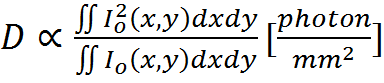 D ∝ ∬ I_o^2(x,y)dxdy / ∬ I_o(x,y)dxdy [photon / mm^2]